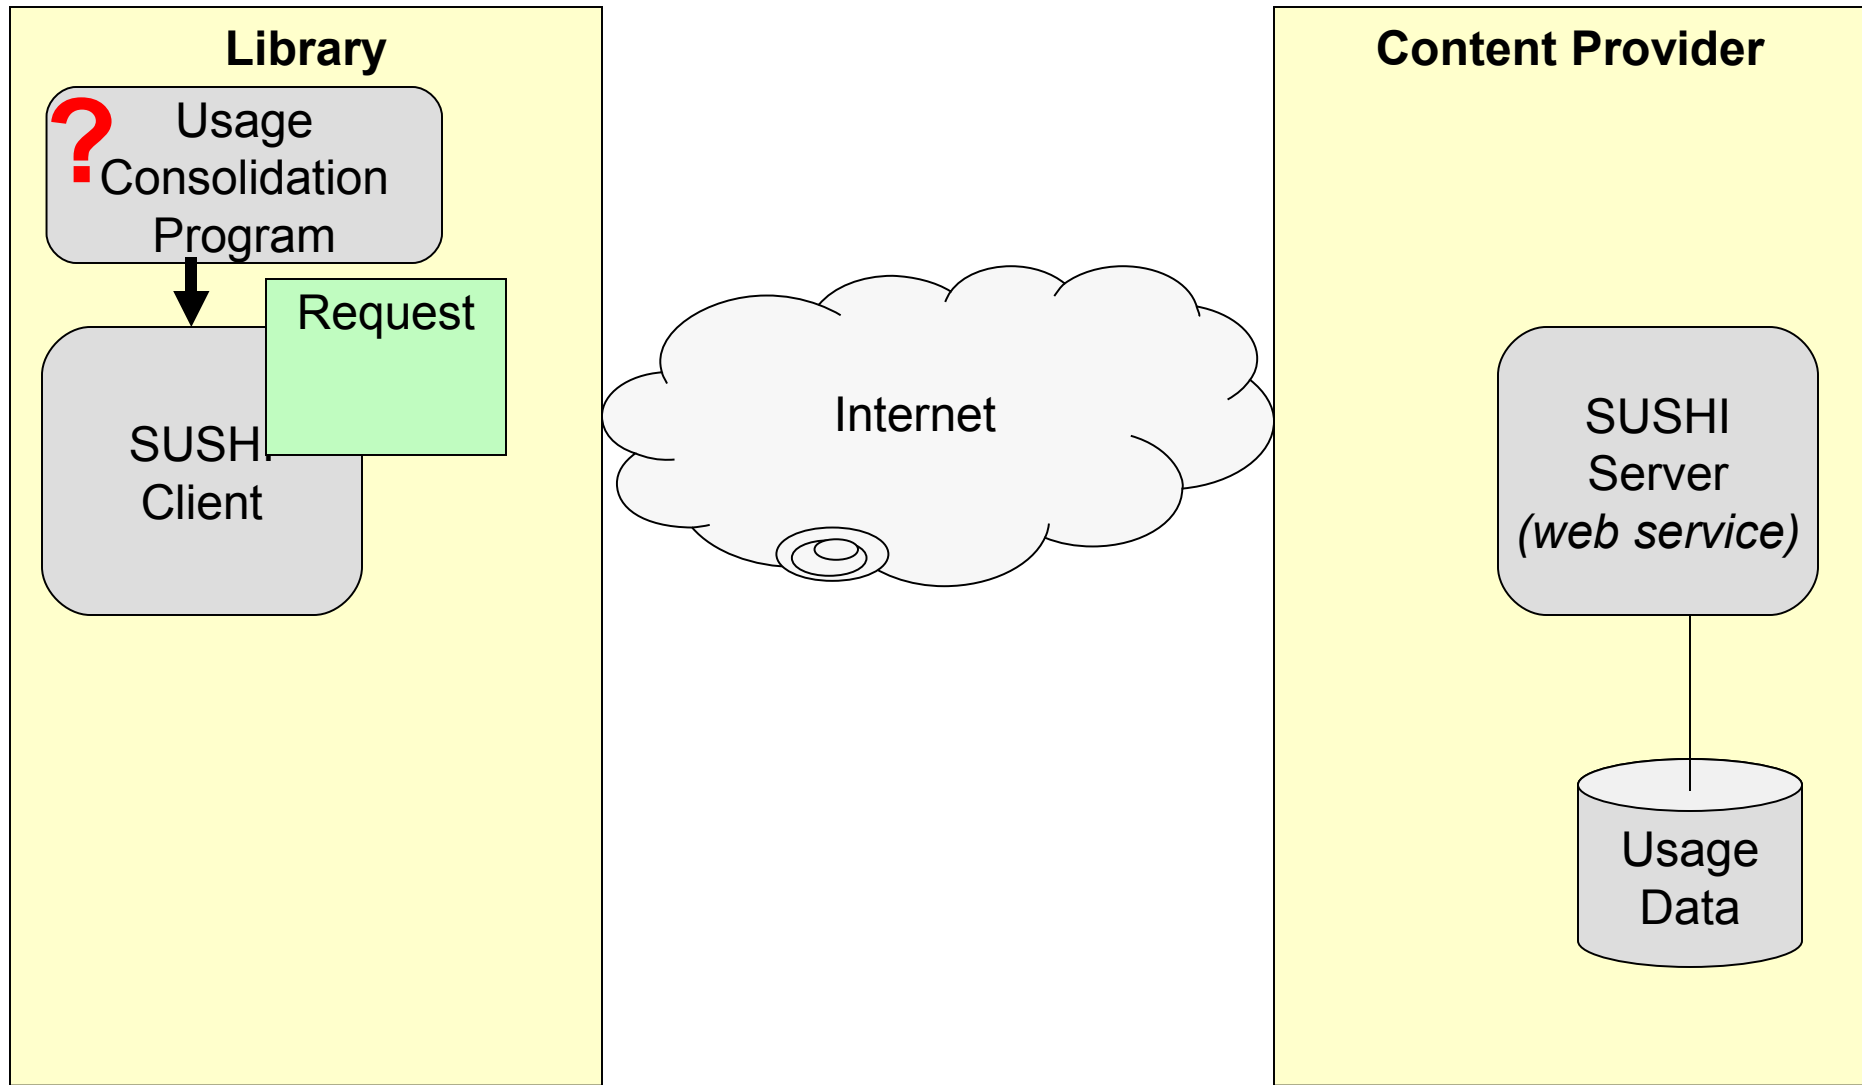 Library
?
Usage
Consolidation
Program
Request
SUSHI
Client
Internet
Content Provider
SUSHI
Server
(web service)
Usage
Data